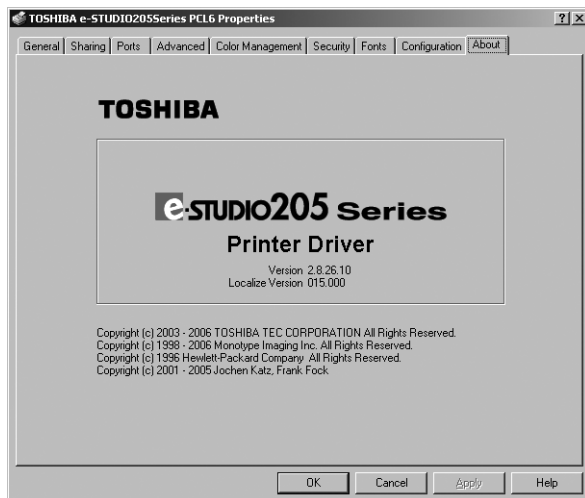 TOSHIBA e-STUDIO205Series PCL6 Properties
General Sharing Ports Advanced Color Management Security Fonts Configuration About
TOSHIBA
e-STUDIO205 Series
Printer Driver
Version 2.8.26.10
Localize Version 015.000
Copyright (c) 2003 - 2006 TOSHIBA TEC CORPORATION All Rights Reserved.
Copyright (c) 1998 - 2006 Monotype Imaging Inc. All Rights Reserved.
Copyright (c) 1996 Hewlett-Packard Company All Rights Reserved.
Copyright (c) 2001 - 2005 Jochen Katz, Frank Fock
OK Cancel Apply Help